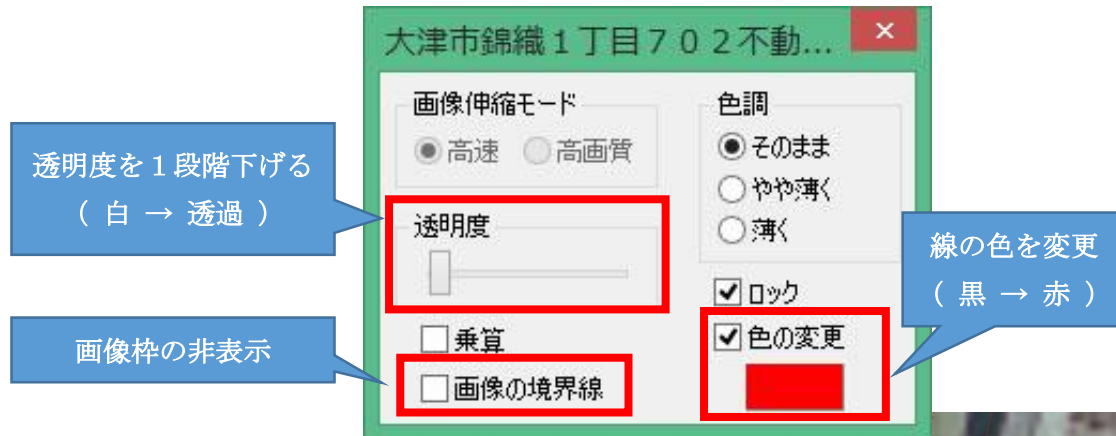 大津市錦織１丁目７０２不動...
画像伸縮モード
高速
高画質
色調
そのまま
やや薄く
薄く
透明度を１段階下げる
（ 白 → 透過 ）
透明度
ロック
線の色を変更
（ 黒 → 赤 ）
乗算
色の変更
画像枠の非表示
画像の境界線